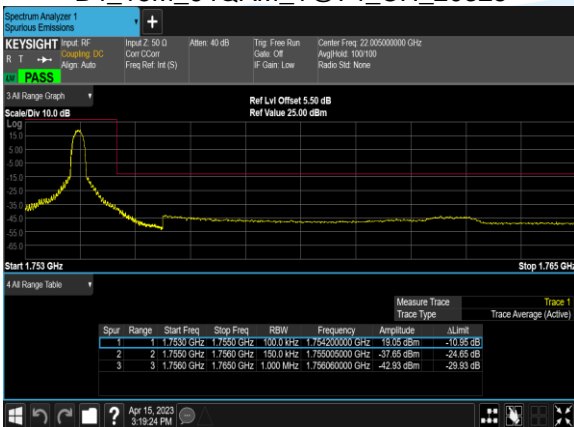 Spectrum Analyzer 1
Spurious Emissions
+
KEYSIGHT Input: RF Input Z: 50 Ω Atten: 40 dB Trig: Free Run Center Freq: 22.005000000 GHz
R T Coupling: DC Corr CCorr Gate: Off Avg|Hold: 100/100
Align: Auto Freq Ref: Int (S) IF Gain: Low Radio Std: None
LW PASS
3 All Range Graph
Ref Lvl Offset 5.50 dB
Scale/Div 10.0 dB Ref Value 25.00 dBm
Log
15.0
5.00
-5.00
-15.0
-25.0
-35.0
-45.0
-55.0
-65.0
Start 1.753 GHz Stop 1.765 GHz
4 All Range Table
Measure Trace Trace 1
Trace Type Trace Average (Active)
Spur Range Start Freq Stop Freq RBW Frequency Amplitude ΔLimit
1 1 1.7530 GHz 1.7550 GHz 100.0 kHz 1.754200000 GHz 19.05 dBm -10.95 dB
2 2 1.7550 GHz 1.7560 GHz 150.0 kHz 1.755005000 GHz -37.65 dBm -24.65 dB
3 3 1.7560 GHz 1.7650 GHz 1.000 MHz 1.756060000 GHz -42.93 dBm -29.93 dB
? Apr 15, 2023
3:19:24 PM